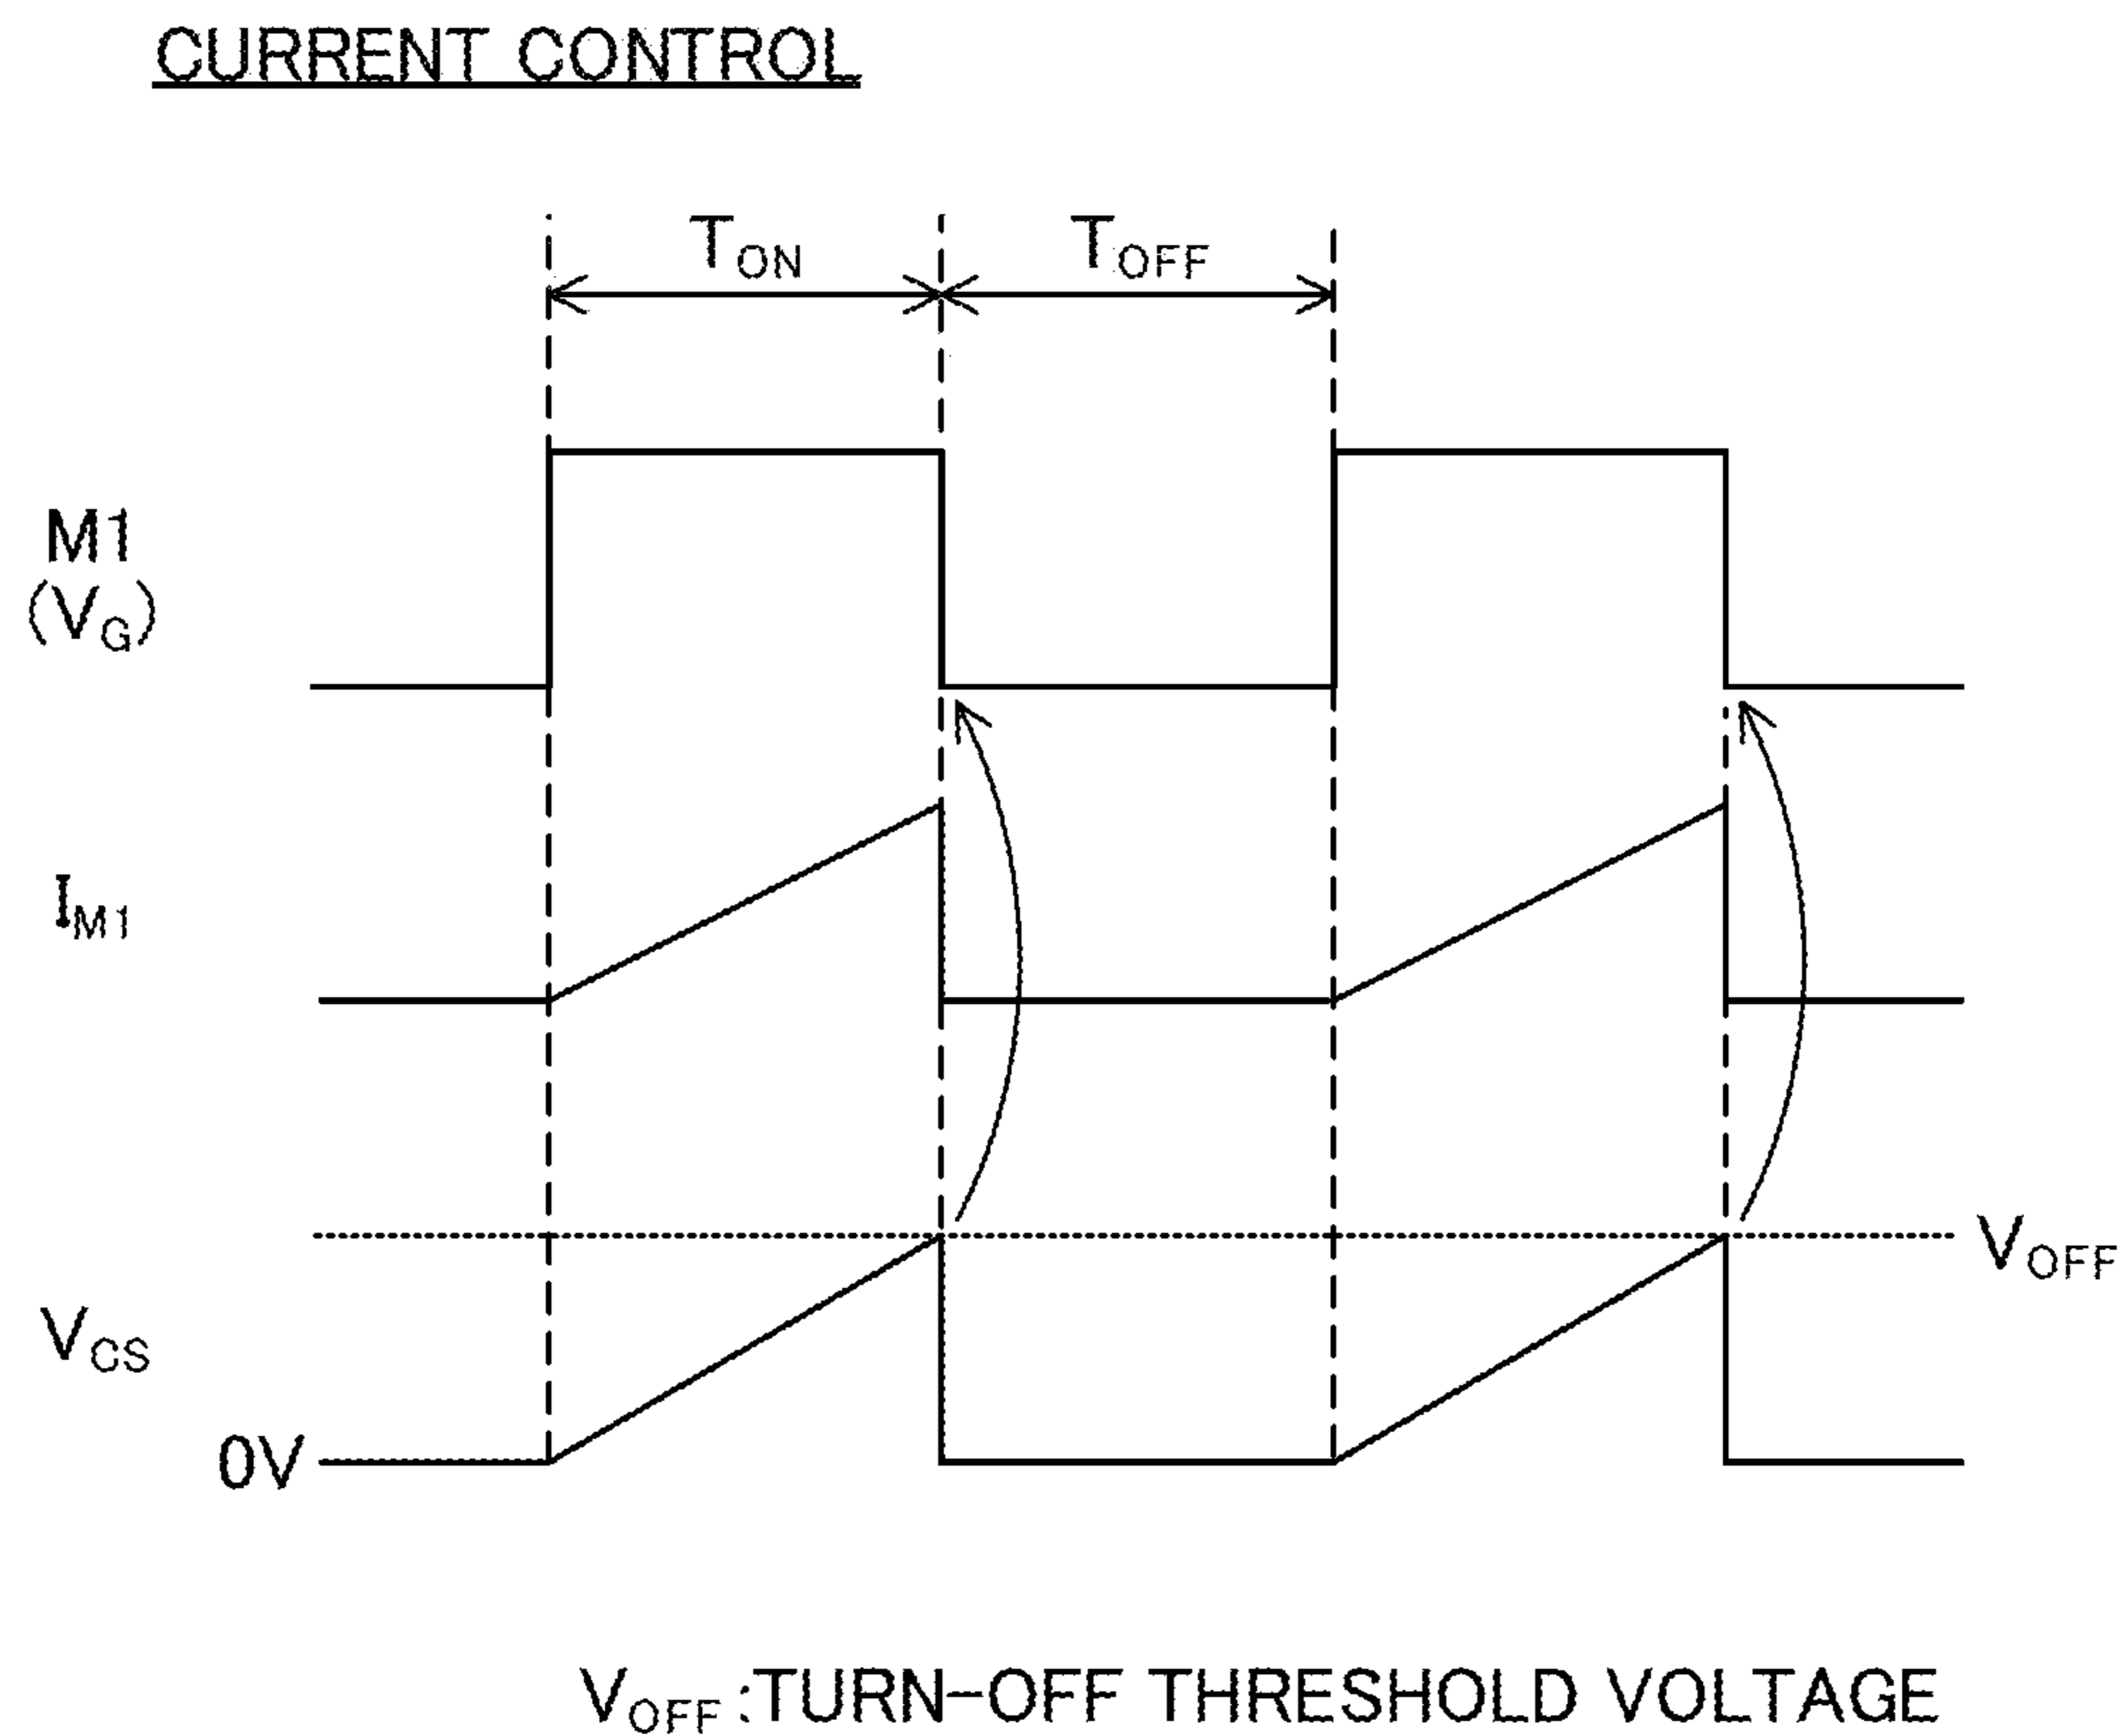 CURRENT CONTROL
TON TOFF
M1
(VG)
IM1
VOFF
VCS
0V
VOFF :TURN-OFF THRESHOLD VOLTAGE